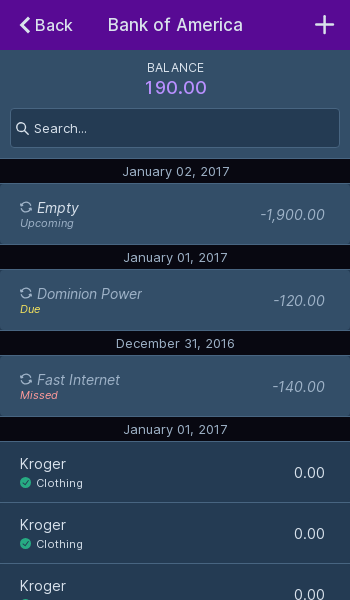 Back
Bank of America
BALANCE
190.00
Search...
January 02, 2017
Empty
-1,900.00
Upcoming
January 01, 2017
Dominion Power
-120.00
Due
December 31, 2016
Fast Internet
-140.00
Missed
January 01, 2017
Kroger
0.00
Clothing
Kroger
0.00
Clothing
Kroger
0.00